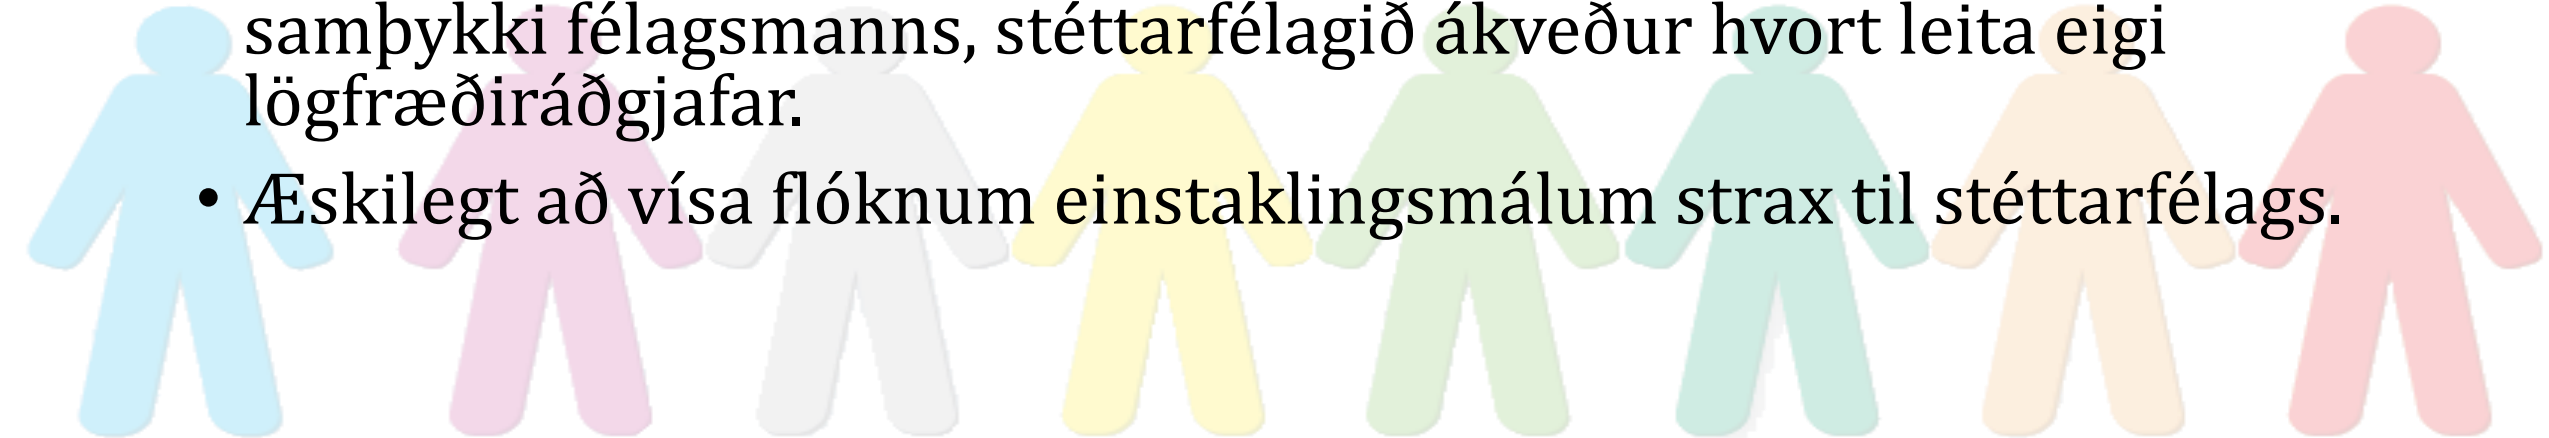 samþykki félagsmanns, stéttarfélagið ákveður hvort leita eigi
lögfræðiráðgjafar.
• Æskilegt að vísa flóknum einstaklingsmálum strax til stéttarfélags.